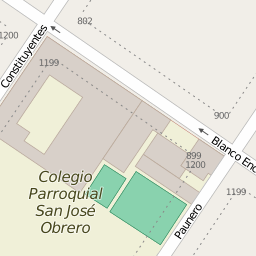 802
1200
Constituyentes
1199
900
Blanco Enc
899
1200
1199
Colegio
Parroquial
San José
Obrero
Paunero